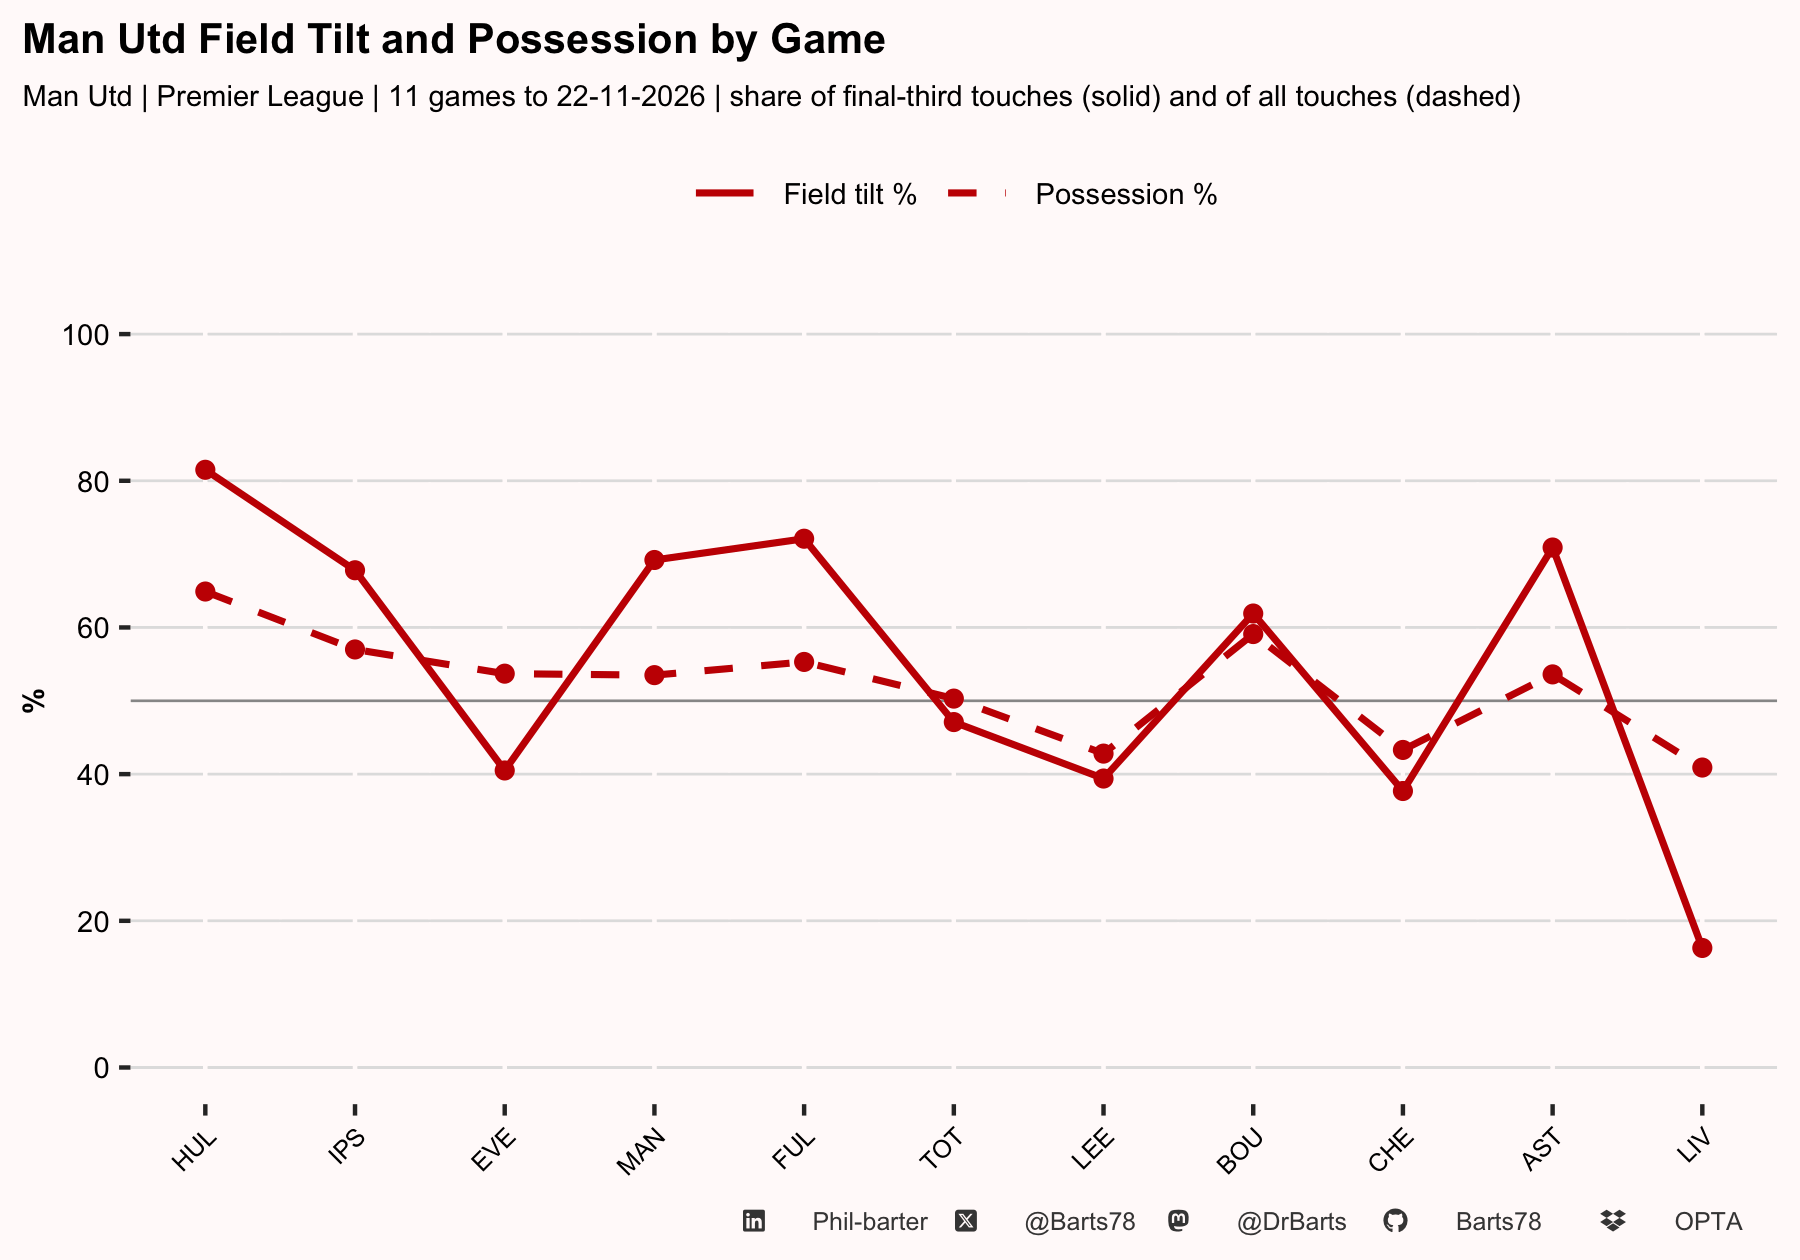 Man Utd Field Tilt and Possession by Game
Man Utd | Premier League | 11 games to 22-11-2026 | share of final-third touches (solid) and of all touches (dashed)
Field tilt % Possession %
100
80
60
40
20
0
%
HUL IPS EVE MAN FUL TOT LEE BOU CHE AST LIV
Phil-barter @Barts78 @DrBarts Barts78 OPTA